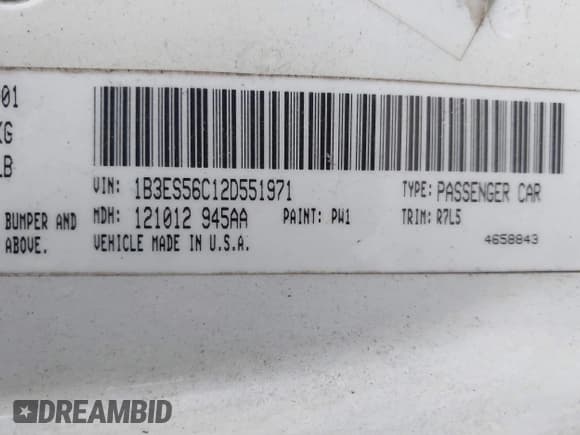 01
KG
LB
VIN: 1B3ES56C12D551971 TYPE: PASSENGER CAR
BUMPER AND MDH: 121012 945AA PAINT: PW1 TRIM: R7L5
ABOVE. VEHICLE MADE IN U.S.A. 4658843
DREAMBID